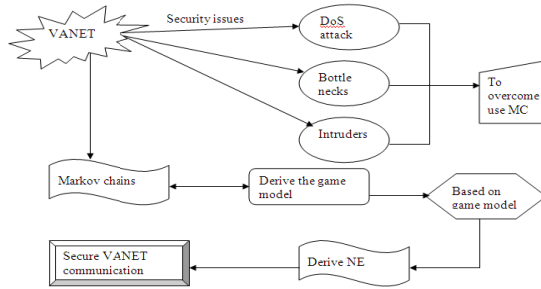 VANET
Security issues
DoS
attack
Bottle
necks
Intruders
To
overcome
use MC
Markov chains
Derive the game
model
Based on
game model
Secure VANET
communication
Derive NE